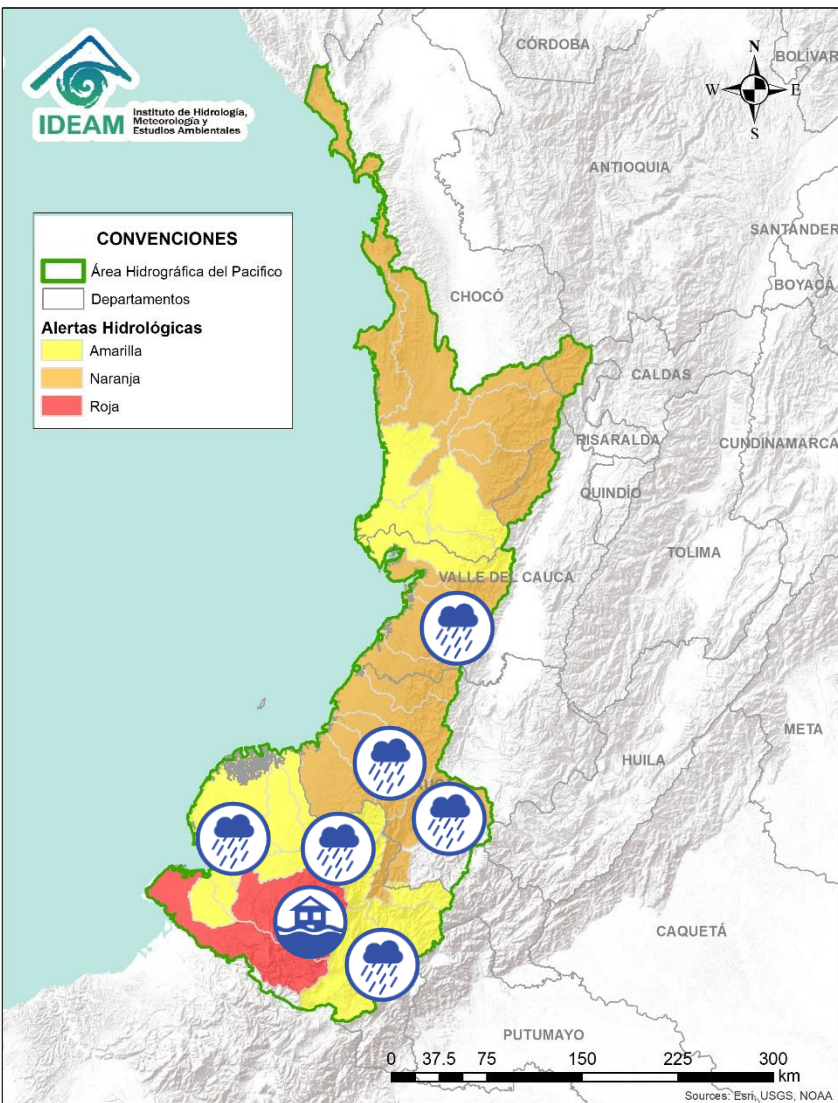 IDEAM
Instituto de Hidrología,
Meteorología y
Estudios Ambientales
CÓRDOBA
BOLÍVAR
N
W
E
S
ANTIOQUIA
SANTANDER
BOYACÁ
CONVENCIONES
Área Hidrográfica del Pacifico
Departamentos
Alertas Hidrológicas
Amarilla
Naranja
Roja
CHOCÓ
CALDAS
RISARALDA
CUNDINAMARCA
QUINDÍO
TOLIMA
VALLE DEL CAUCA
META
HUILA
CAQUETÁ
PUTUMAYO
0 37.5 75 150 225 300
km
Sources: Esri, USGS, NOAA